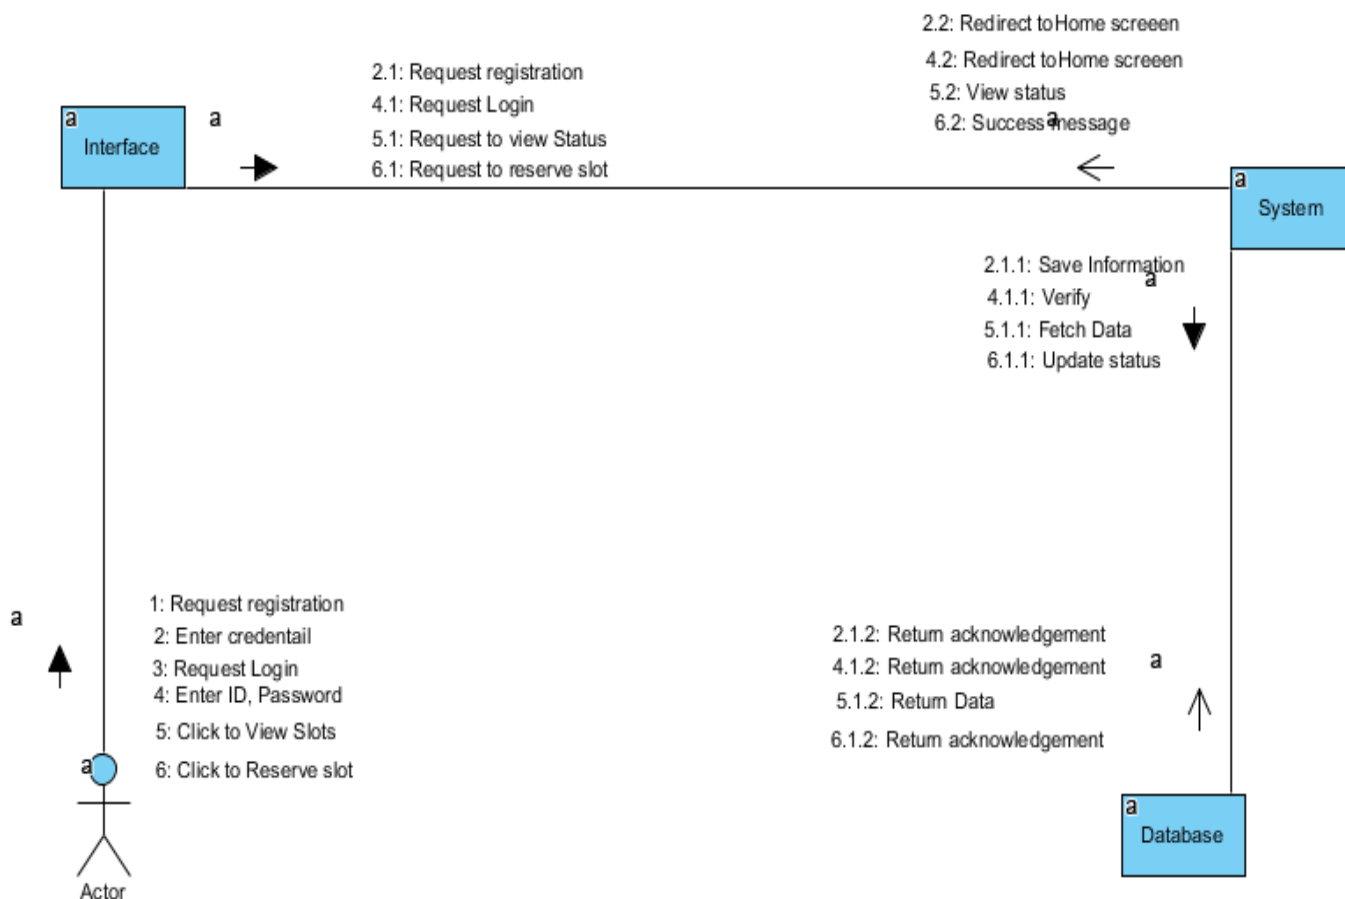 2.2: Redirect toHome screeen
4.2: Redirect toHome screeen
5.2: View status
6.2: Success message
a
2.1: Request registration
4.1: Request Login
5.1: Request to view Status
6.1: Request to reserve slot
a
Interface
a
a
System
2.1.1: Save Information
a
4.1.1: Verify
5.1.1: Fetch Data
6.1.1: Update status
a
1: Request registration
2: Enter credentail
3: Request Login
4: Enter ID, Password
5: Click to View Slots
6: Click to Reserve slot
a
Actor
2.1.2: Return acknowledgement
4.1.2: Return acknowledgement
a
5.1.2: Return Data
6.1.2: Return acknowledgement
a
Database